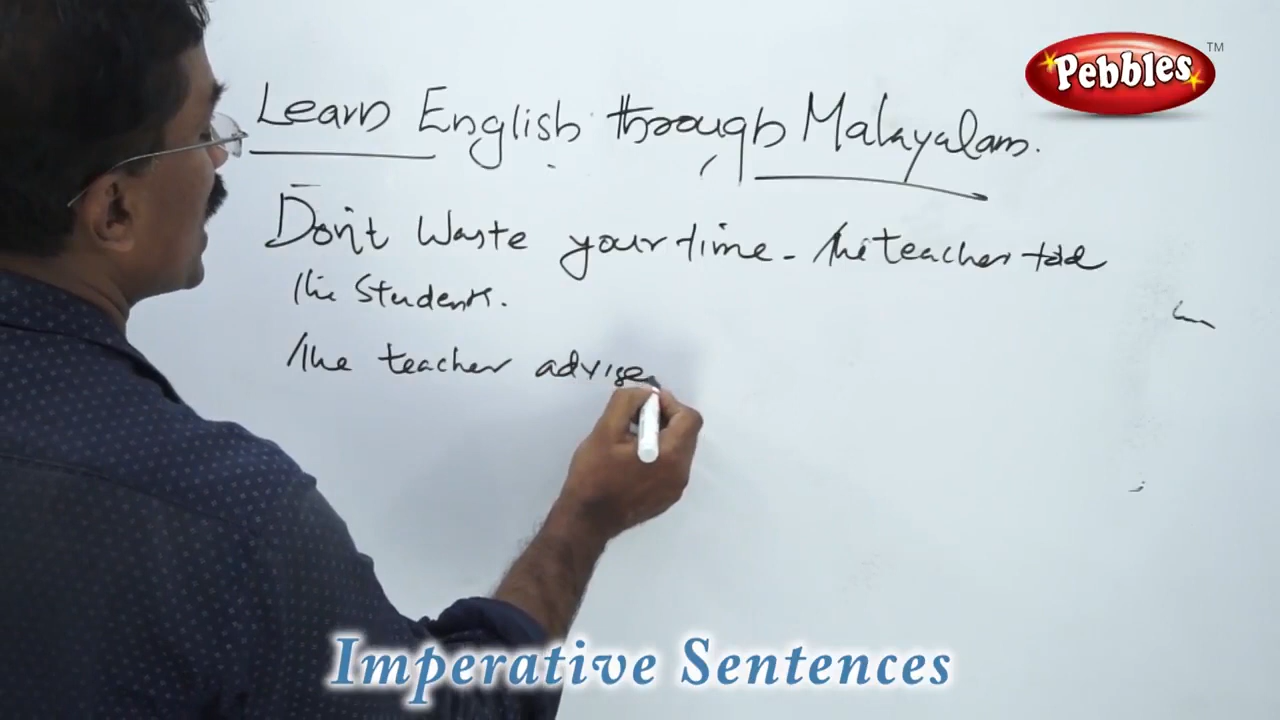 Pebbles TM
Learn English through Malayalam.
Don't Waste your time. The teacher told
the Students.
The teacher advise
Imperative Sentences